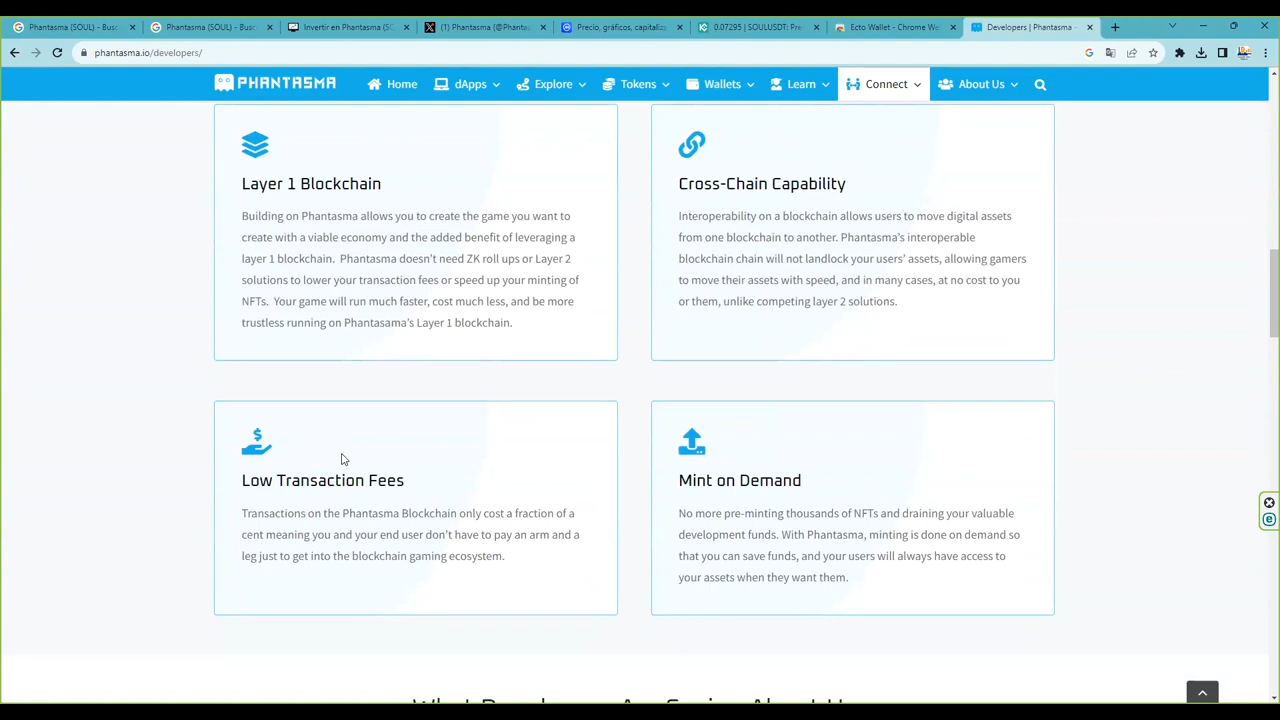 Phantasma (SOUL) - Busc
Phantasma (SOUL) - Busc
Invertir en Phantasma (SO
(1) Phantasma (@Phantas
Precio, gráficos, capitaliz
0.07295 | SOULUSDT: Pre
Ecto Wallet - Chrome We
Developers | Phantasma -
phantasma.io/developers/
PHANTASMA
Home
dApps
Explore
Tokens
Wallets
Learn
Connect
About Us
Layer 1 Blockchain
Building on Phantasma allows you to create the game you want to
create with a viable economy and the added benefit of leveraging a
layer 1 blockchain. Phantasma doesn't need ZK roll ups or Layer 2
solutions to lower your transaction fees or speed up your minting of
NFTs. Your game will run much faster, cost much less, and be more
trustless running on Phantasama's Layer 1 blockchain.
Cross-Chain Capability
Interoperability on a blockchain allows users to move digital assets
from one blockchain to another. Phantasma's interoperable
blockchain chain will not landlock your users' assets, allowing gamers
to move their assets with speed, and in many cases, at no cost to you
or them, unlike competing layer 2 solutions.
Low Transaction Fees
Transactions on the Phantasma Blockchain only cost a fraction of a
cent meaning you and your end user don't have to pay an arm and a
leg just to get into the blockchain gaming ecosystem.
Mint on Demand
No more pre-minting thousands of NFTs and draining your valuable
development funds. With Phantasma, minting is done on demand so
that you can save funds, and your users will always have access to
your assets when they want them.